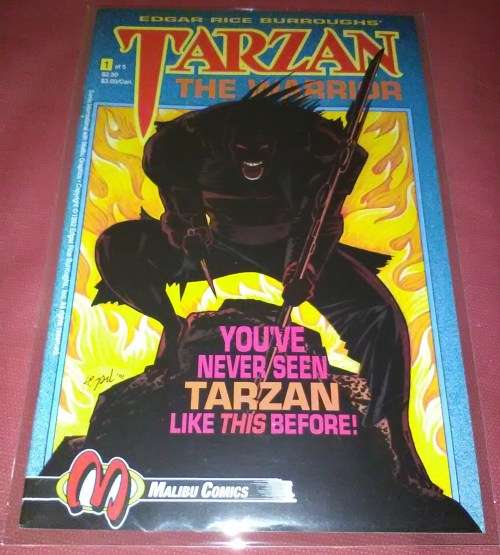 EDGAR RICE BURROUGHS'
TARZAN
THE WARRIOR
1 of 5
$2.50
$3.00/Can.
YOU'VE
NEVER SEEN
TARZAN
LIKE THIS BEFORE!
M
MALIBU COMICS